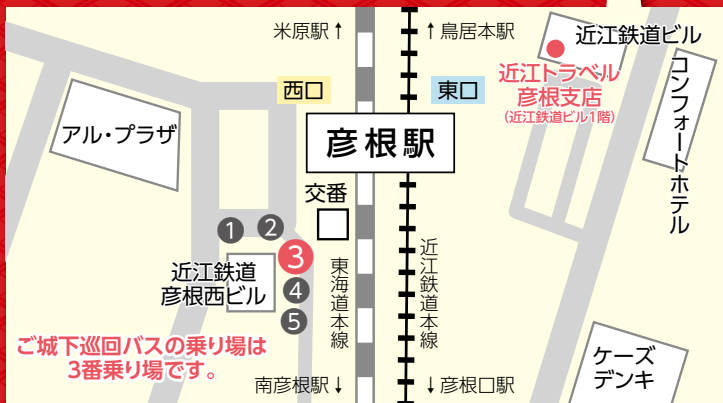 米原駅↑
↑鳥居本駅
近江鉄道ビル
近江トラベル
彦根支店
(近江鉄道ビル1階)
コンフォートホテル
西口
東口
アル・プラザ
彦根駅
交番
1
2
3
4
5
近江鉄道
彦根西ビル
東海道本線
近江鉄道本線
ご城下巡回バスの乗り場は
3番乗り場です。
ケーズ
デンキ
南彦根駅↓
↓彦根口駅